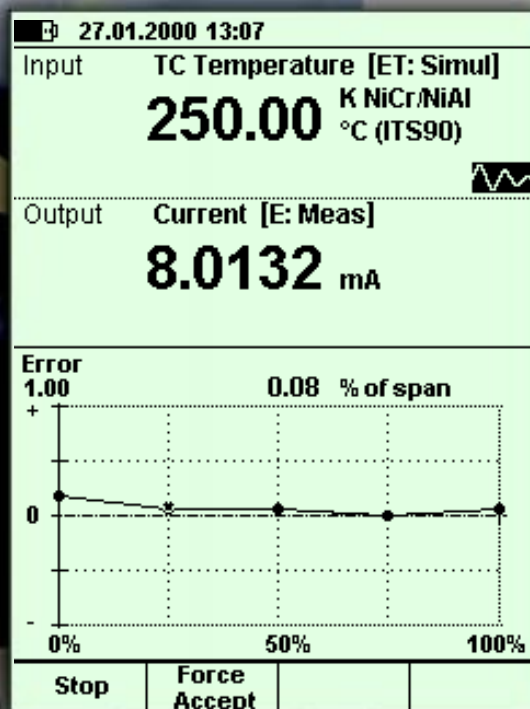 27.01.2000 13:07
Input TC Temperature [ET: Simul]
250.00 K NiCr/NiAl
°C (ITS90)
Output Current [E: Meas]
8.0132 mA
Error
1.00 0.08 % of span
+
0
-
0% 50% 100%
Stop Force
Accept